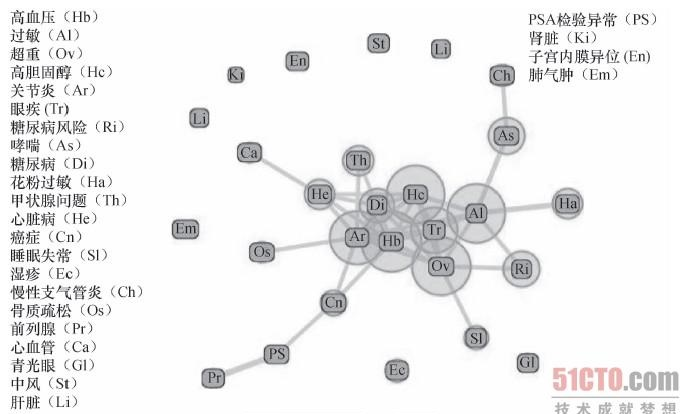 高血压（Hb）
过敏（Al）
超重（Ov）
高胆固醇（Hc）
关节炎（Ar）
眼疾 (Tr)
糖尿病风险（Ri）
哮喘（As）
糖尿病（Di）
花粉过敏（Ha）
甲状腺问题（Th）
心脏病（He）
癌症（Cn）
睡眠失常（Sl）
湿疹（Ec）
慢性支气管炎（Ch）
骨质疏松（Os）
前列腺（Pr）
心血管（Ca）
青光眼（Gl）
中风（St）
肝脏（Li）
PSA检验异常（PS）
肾脏（Ki）
子宫内膜异位 (En)
肺气肿（Em）
St
Li
En
Ki
Ch
Li
As
Ca
Th
He
Hc
Di
Al
Ha
Em
Ar
Hb
Tr
Os
Ov
Ri
Cn
Sl
PS
Gl
Pr
Ec
51CTO.com
技术成就梦想